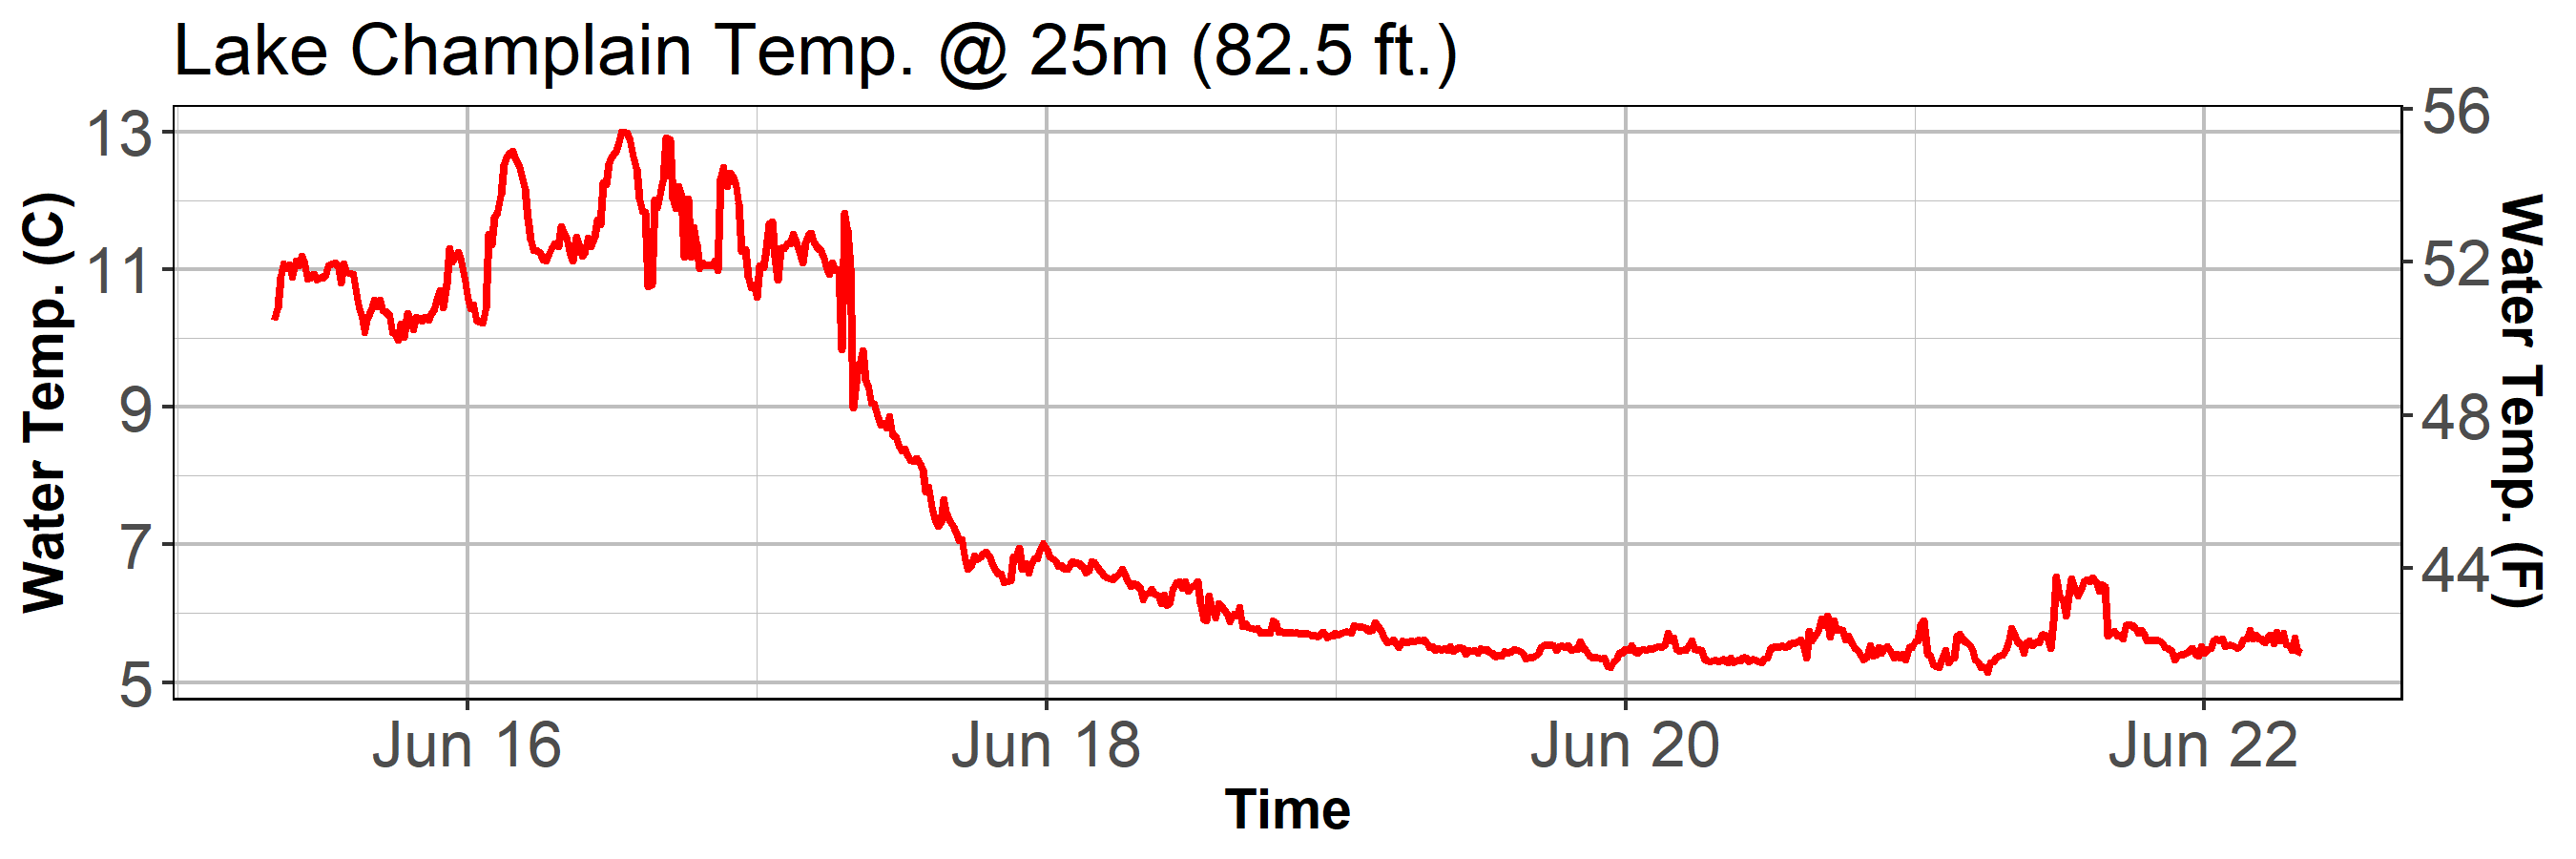 Lake Champlain Temp. @ 25m (82.5 ft.)
Water Temp. (C)
13
11
9
7
5
56
52
48
44
Water Temp. (F)
Jun 16
Jun 18
Jun 20
Jun 22
Time